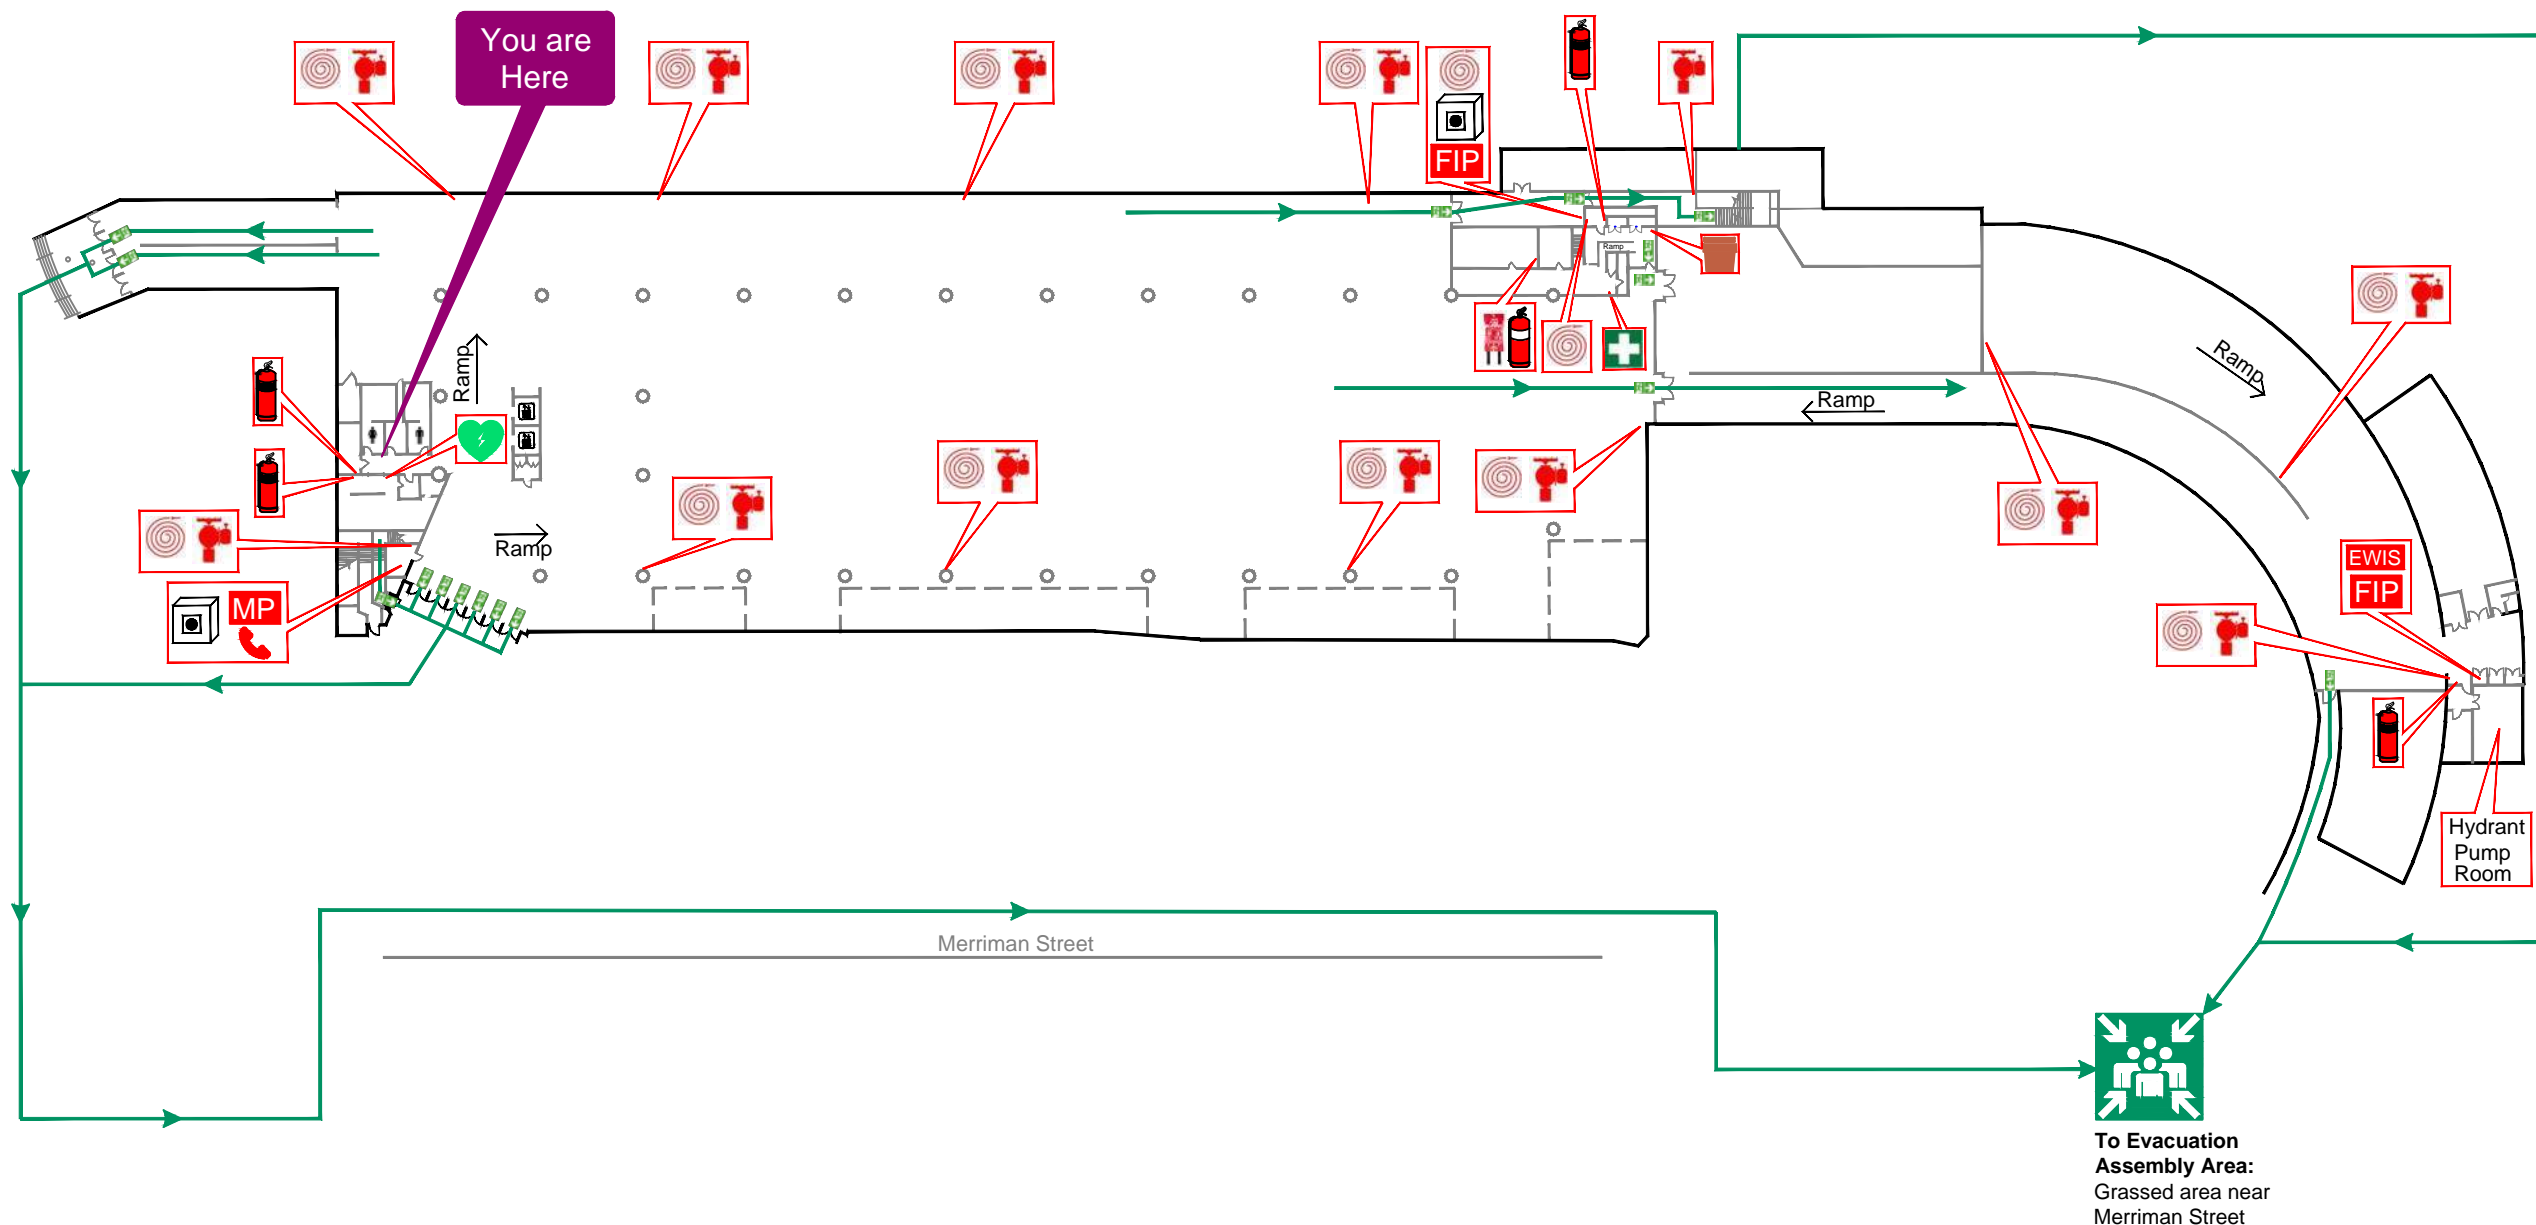 You are
Here
FIP
Ramp
Ramp
Ramp
Ramp
Ramp
MP
EWIS
FIP
Hydrant
Pump
Room
Merriman Street
To Evacuation
Assembly Area:
Grassed area near
Merriman Street